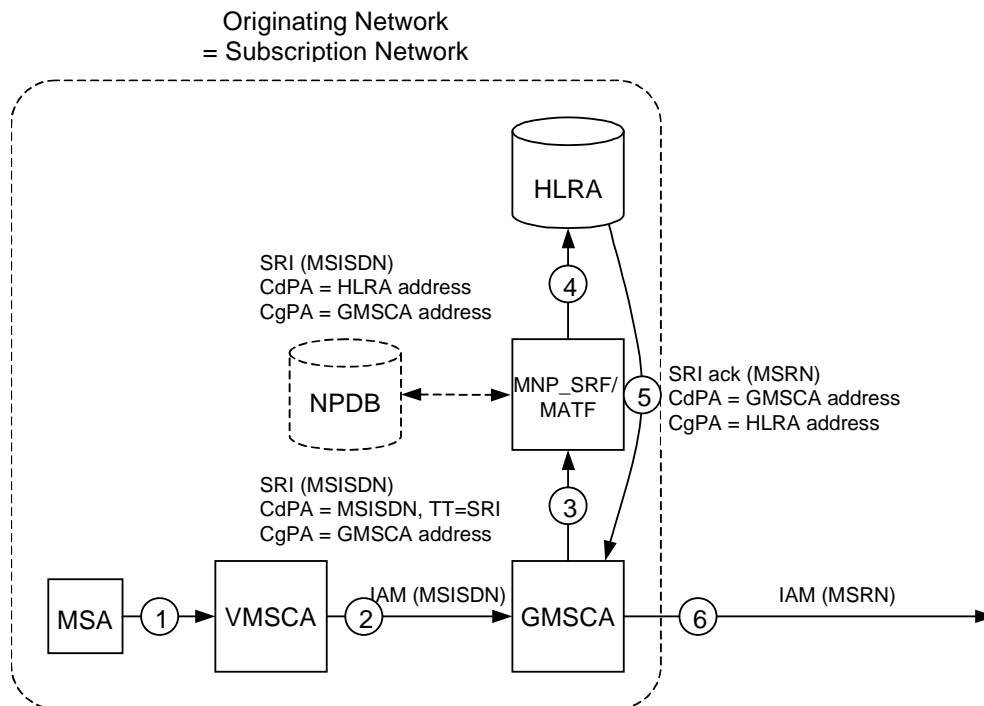 Originating Network
= Subscription Network
HLRA
SRI (MSISDN)
CdPA = HLRA address
CgPA = GMSCA address
4
NPDB
MNP_SRF/
MATF
5
SRI ack (MSRN)
CdPA = GMSCA address
CgPA = HLRA address
SRI (MSISDN)
CdPA = MSISDN, TT=SRI
CgPA = GMSCA address
3
MSA
1
VMSCA
2
IAM (MSISDN)
GMSCA
6
IAM (MSRN)